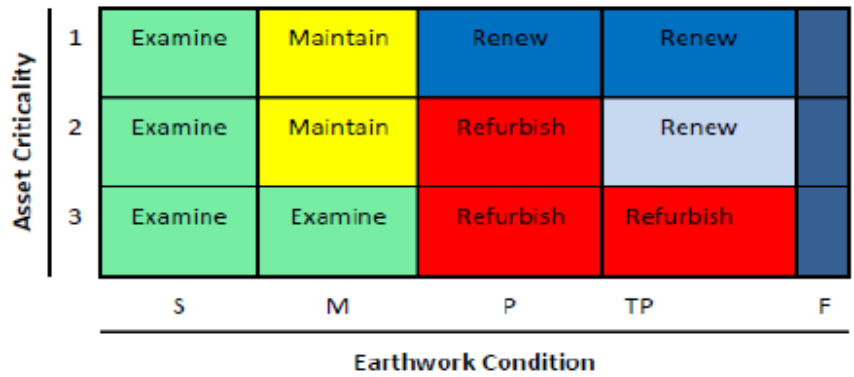 Asset Criticality
1 Examine Maintain Renew Renew
2 Examine Maintain Refurbish Renew
3 Examine Examine Refurbish Refurbish
S M P TP F
Earthwork Condition